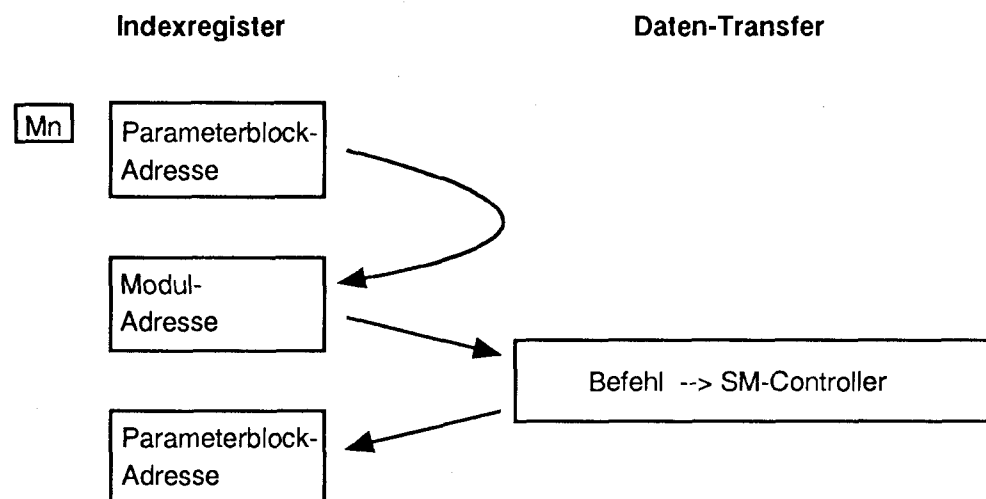 Indexregister
Daten-Transfer
Mn
Parameterblock-
Adresse
Modul-
Adresse
Befehl --> SM-Controller
Parameterblock-
Adresse